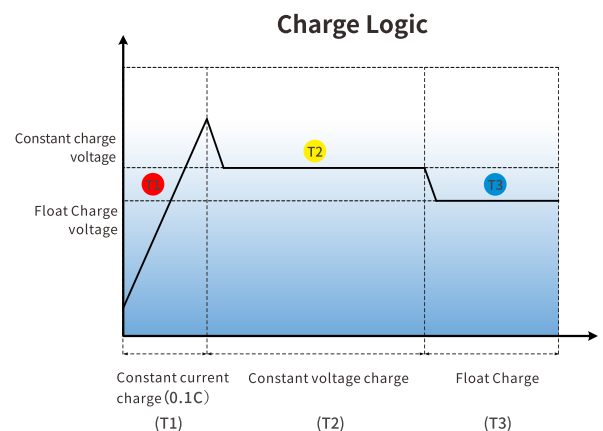 Charge Logic
Constant charge
voltage
T2
T1
T3
Float Charge
voltage
Constant current
charge(0.1C)
Constant voltage charge
Float Charge
(T1)
(T2)
(T3)